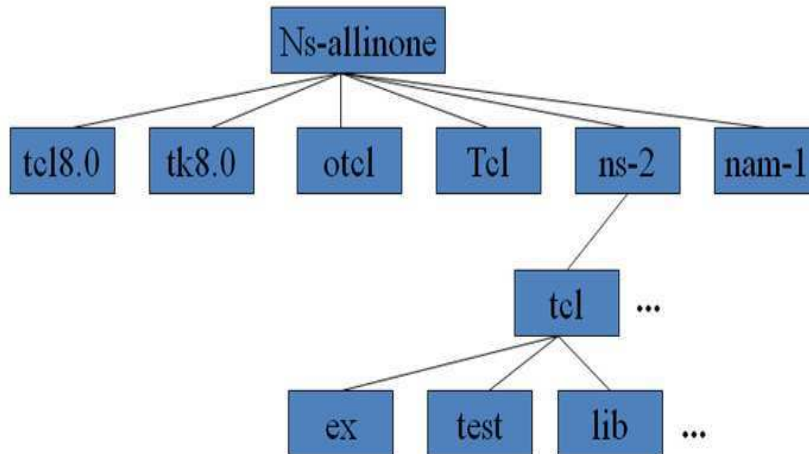 Ns-allinone
tcl8.0 tk8.0 otcl Tcl ns-2 nam-1
tcl ...
ex test lib ...